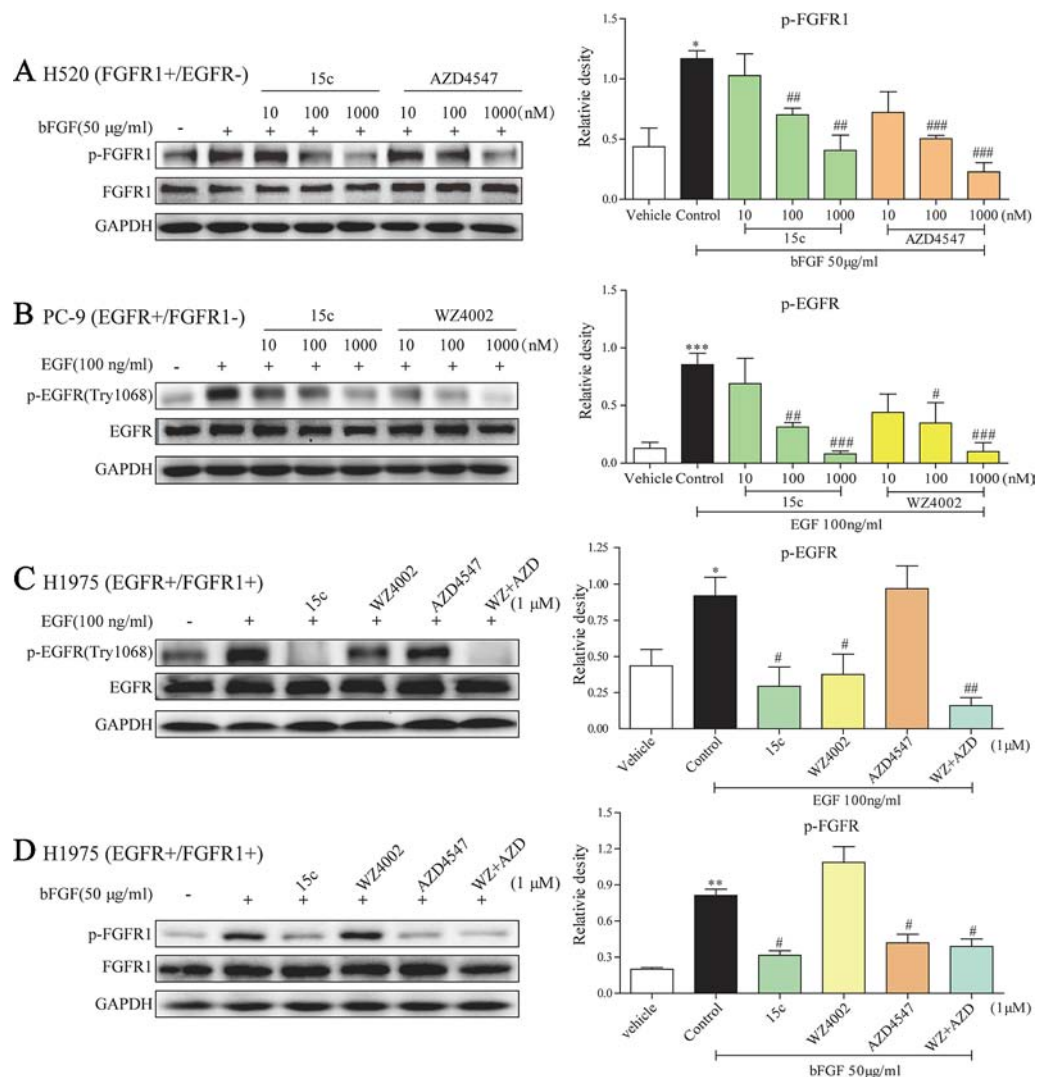 A H520 (FGFR1+/EGFR-)
15c AZD4547
10 100 1000 10 100 1000(nM)
bFGF(50 μg/ml) - + + + + + + +
p-FGFR1
FGFR1
GAPDH
p-FGFR1
Relativie desity
1.5
1.0
0.5
0.0
*
##
##
###
###
Vehicle Control 10 100 1000 10 100 1000 (nM)
15c AZD4547
bFGF 50μg/ml
B PC-9 (EGFR+/FGFR1-)
15c WZ4002
10 100 1000 10 100 1000(nM)
EGF(100 ng/ml) - + + + + + + +
p-EGFR(Try1068)
EGFR
GAPDH
p-EGFR
Relativie desity
1.5
1.0
0.5
0.0
***
##
###
#
###
Vehicle Control 10 100 1000 10 100 1000 (nM)
15c WZ4002
EGF 100ng/ml
C H1975 (EGFR+/FGFR1+)
15c WZ4002 AZD4547 WZ+AZD (1 μM)
EGF(100 ng/ml) - + + + + +
p-EGFR(Try1068)
EGFR
GAPDH
p-EGFR
Relative desity
1.25
1.00
0.75
0.50
0.25
0.00
*
#
#
##
Vehicle Control 15c WZ4002 AZD4547 WZ+AZD (1μM)
EGF 100ng/ml
D H1975 (EGFR+/FGFR1+)
15c WZ4002 AZD4547 WZ+AZD (1 μM)
bFGF(50 μg/ml) - + + + + +
p-FGFR1
FGFR1
GAPDH
p-FGFR
Relative desity
1.5
1.2
0.9
0.6
0.3
0.0
**
#
#
#
vehicle Control 15c WZ4002 AZD4547 WZ+AZD (1μM)
bFGF 50μg/ml